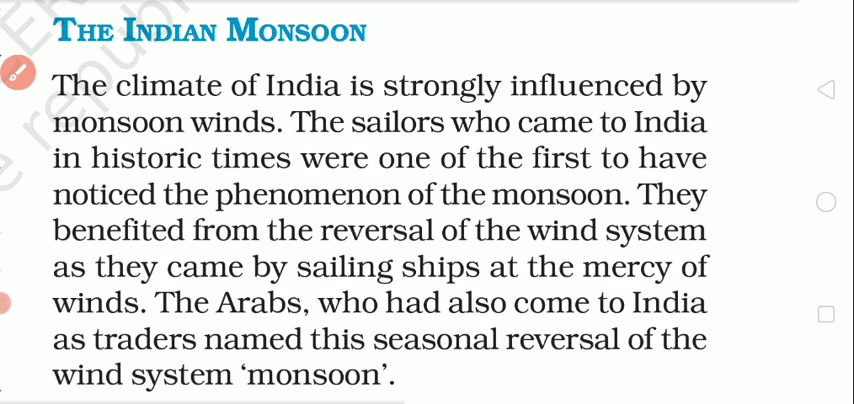 THE INDIAN MONSOON
The climate of India is strongly influenced by
monsoon winds. The sailors who came to India
in historic times were one of the first to have
noticed the phenomenon of the monsoon. They
benefited from the reversal of the wind system
as they came by sailing ships at the mercy of
winds. The Arabs, who had also come to India
as traders named this seasonal reversal of the
wind system ‘monsoon’.